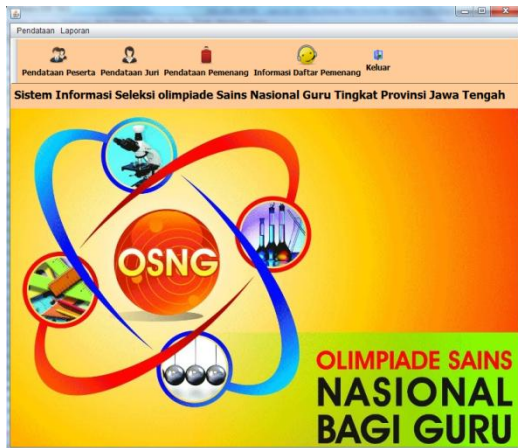 Pendataan Laporan
Pendataan Peserta Pendataan Juri Pendataan Pemenang Informasi Daftar Pemenang Keluar
Sistem Informasi Seleksi olimpiade Sains Nasional Guru Tingkat Provinsi Jawa Tengah
OSNG
OLIMPIADE SAINS
NASIONAL
BAGI GURU